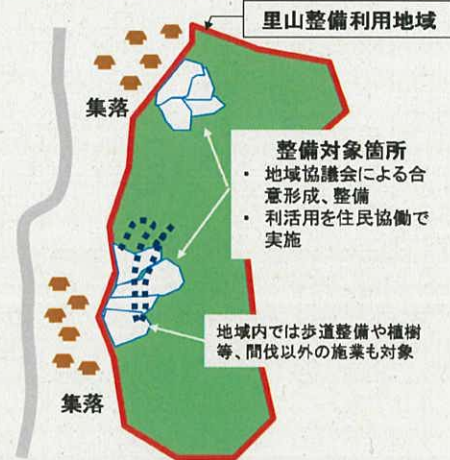 里山整備利用地域
集落
整備対象箇所
・ 地域協議会による合
意形成、整備
・ 利活用を住民協働で
実施
地域内では歩道整備や植樹
等、間伐以外の施業も対象
集落